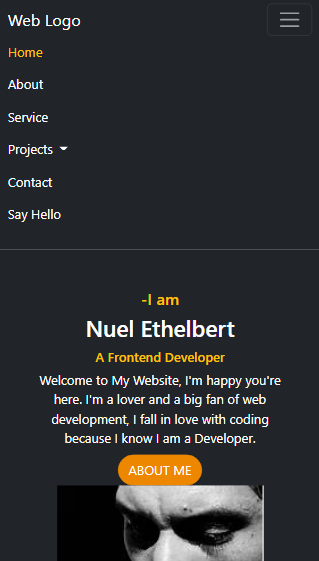 Web Logo
Home
About
Service
Projects
Contact
Say Hello
-I am
Nuel Ethelbert
A Frontend Developer
Welcome to My Website, I'm happy you're
here. I'm a lover and a big fan of web
development, I fall in love with coding
because I know I am a Developer.
ABOUT ME